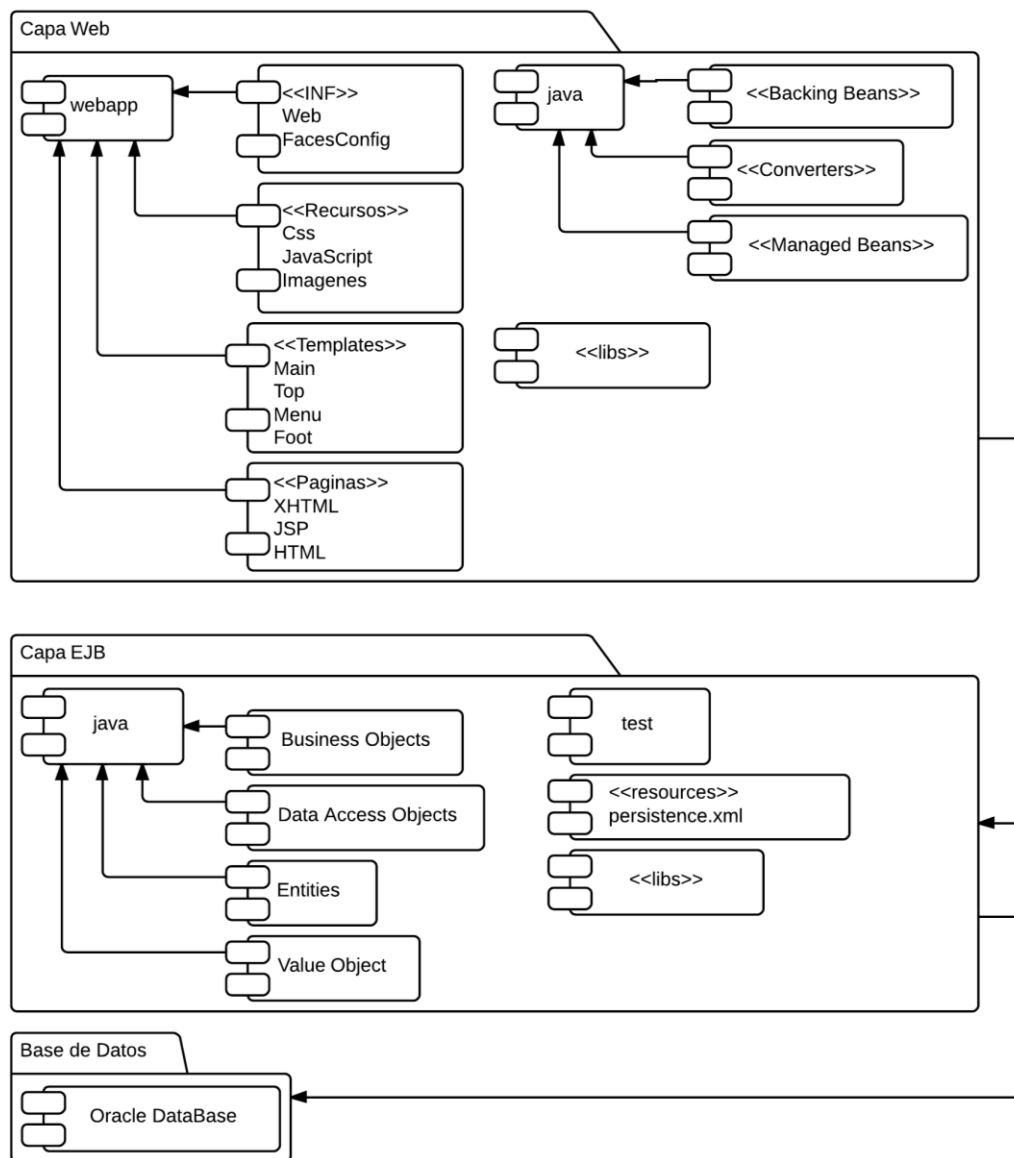 Capa Web
webapp
<<INF>>
Web
FacesConfig
<<Recursos>>
Css
JavaScript
Imagenes
<<Templates>>
Main
Top
Menu
Foot
<<Paginas>>
XHTML
JSP
HTML
java
<<Backing Beans>>
<<Converters>>
<<Managed Beans>>
<<libs>>
Capa EJB
java
Business Objects
Data Access Objects
Entities
Value Object
test
<<resources>>
persistence.xml
<<libs>>
Base de Datos
Oracle DataBase